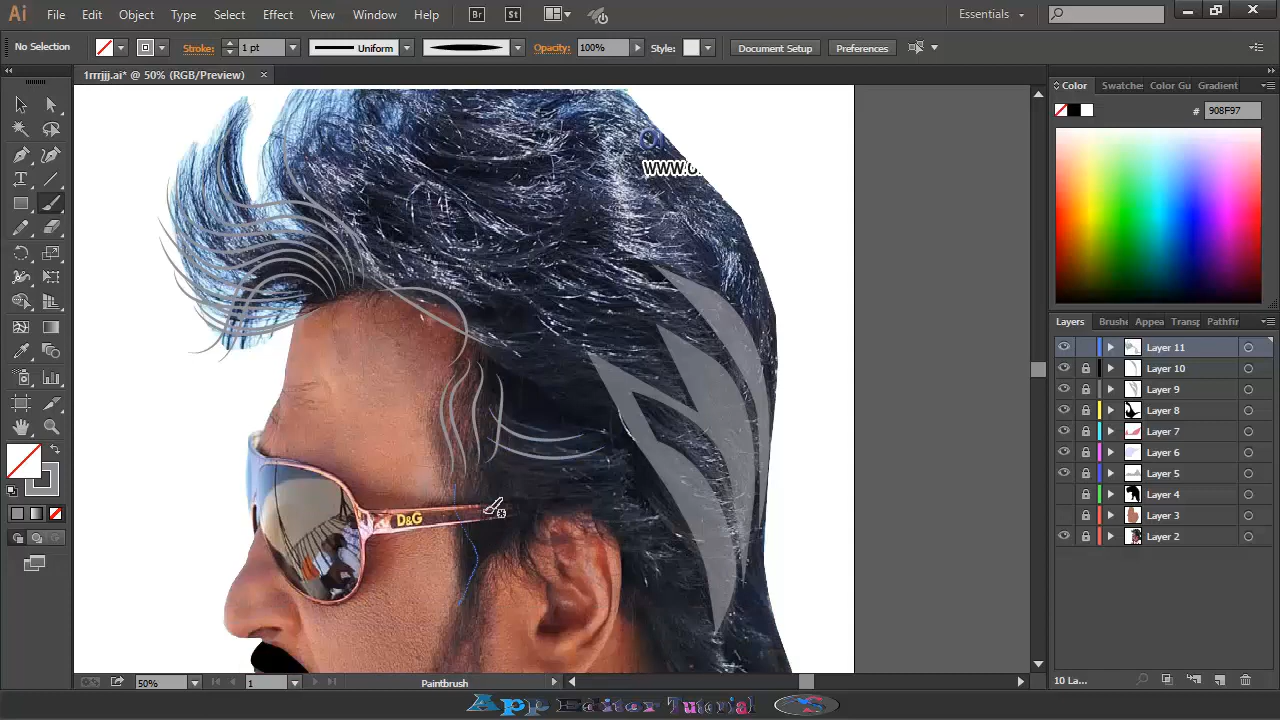 Ai File Edit Object Type Select Effect View Window Help Br St Essentials
No Selection Stroke: 1 pt Uniform Opacity: 100% Style: Document Setup Preferences
1rrrjjj.ai* @ 50% (RGB/Preview)
Color Swatches Color Gu Gradient
# 908F97
www.
D&G
Layers Brushe Appea Transp Pathfin
Layer 11
Layer 10
Layer 9
Layer 8
Layer 7
Layer 6
Layer 5
Layer 4
Layer 3
Layer 2
50% 1 Paintbrush 10 La...
App Editor Tutorial